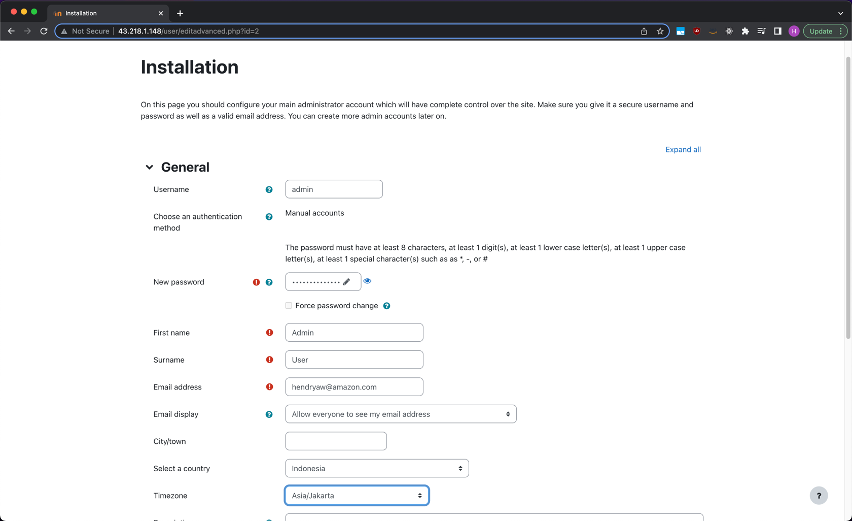 Installation
Not Secure | 43.218.1.148/user/editadvanced.php?id=2
H
Update
Installation
On this page you should configure your main administrator account which will have complete control over the site. Make sure you give it a secure username and
password as well as a valid email address. You can create more admin accounts later on.
Expand all
General
Username
?
admin
Choose an authentication
method
?
Manual accounts
The password must have at least 8 characters, at least 1 digit(s), at least 1 lower case letter(s), at least 1 upper case
letter(s), at least 1 special character(s) such as as *, -, or #
New password
!
?
••••••••••••••
Force password change
?
First name
!
Admin
Surname
!
User
Email address
!
hendryaw@amazon.com
Email display
?
Allow everyone to see my email address
City/town
Select a country
Indonesia
Timezone
Asia/Jakarta
?